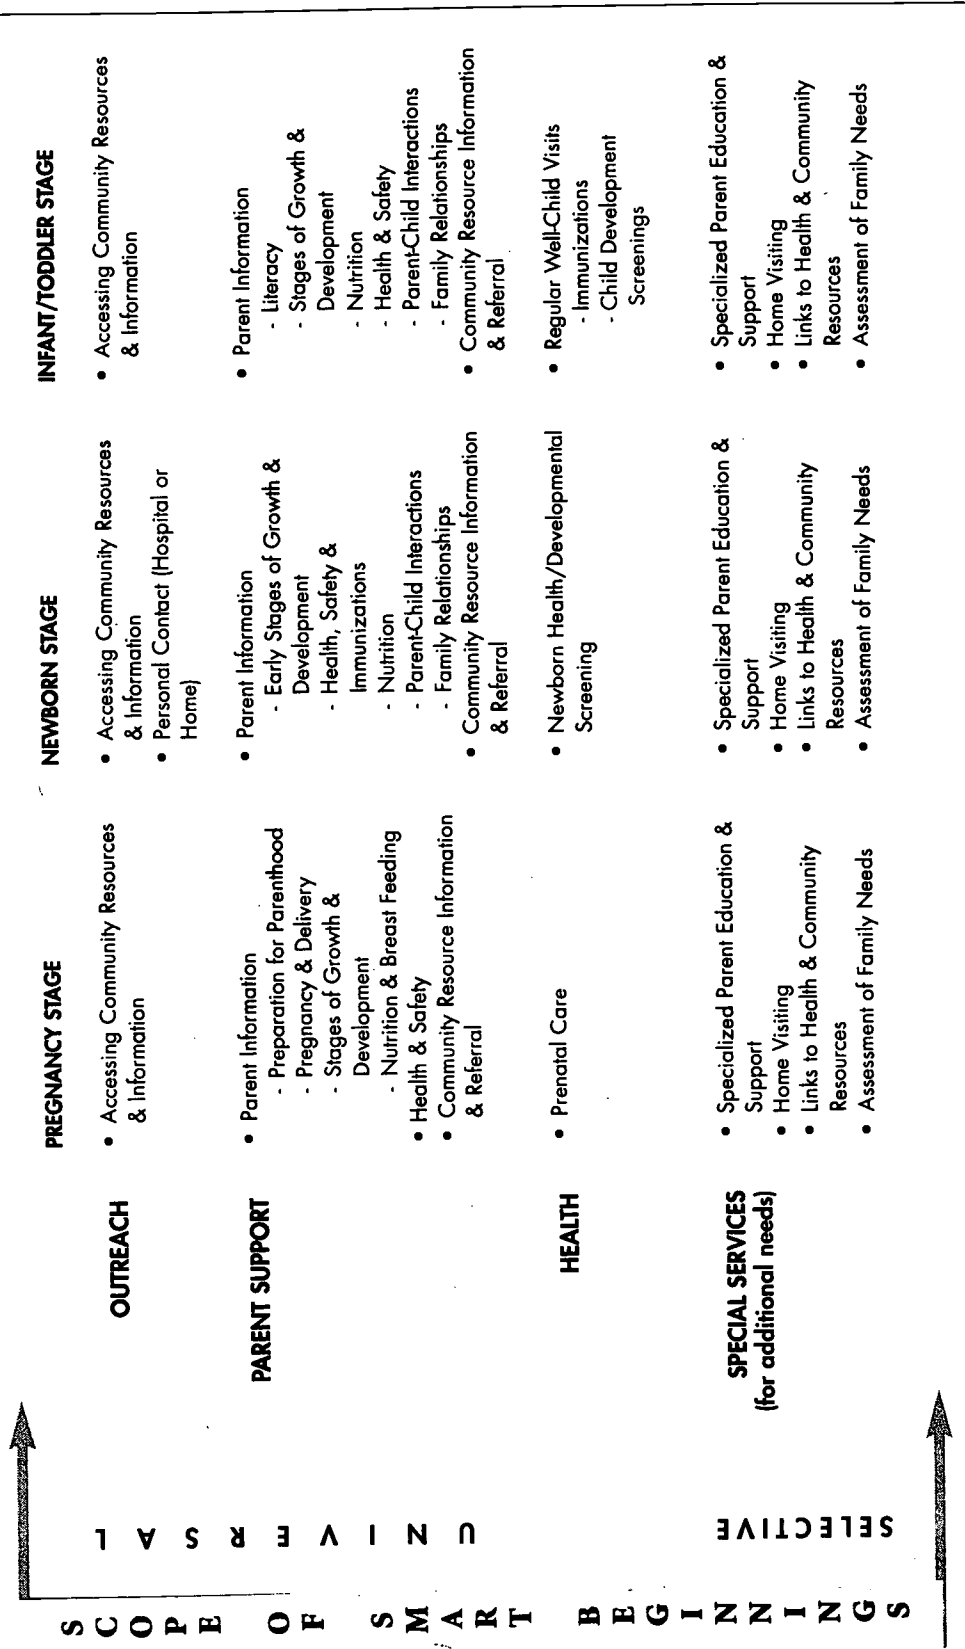 SCOPE OF SMART BEGINNINGS
UNIVERSAL
SELECTIVE
PREGNANCY STAGE
NEWBORN STAGE
INFANT/TODDLER STAGE
OUTREACH
• Accessing Community Resources
& Information
• Accessing Community Resources
& Information
• Personal Contact (Hospital or
Home)
• Accessing Community Resources
& Information
PARENT SUPPORT
• Parent Information
- Preparation for Parenthood
- Pregnancy & Delivery
- Stages of Growth &
Development
- Nutrition & Breast Feeding
• Health & Safety
• Community Resource Information
& Referral
• Parent Information
- Early Stages of Growth &
Development
- Health, Safety &
Immunizations
- Nutrition
- Parent-Child Interactions
- Family Relationships
• Community Resource Information
& Referral
• Parent Information
- Literacy
- Stages of Growth &
Development
- Nutrition
- Health & Safety
- Parent-Child Interactions
- Family Relationships
• Community Resource Information
& Referral
HEALTH
• Prenatal Care
• Newborn Health/Developmental
Screening
• Regular Well-Child Visits
- Immunizations
- Child Development
Screenings
SPECIAL SERVICES
(for additional needs)
• Specialized Parent Education &
Support
• Home Visiting
• Links to Health & Community
Resources
• Assessment of Family Needs
• Specialized Parent Education &
Support
• Home Visiting
• Links to Health & Community
Resources
• Assessment of Family Needs
• Specialized Parent Education &
Support
• Home Visiting
• Links to Health & Community
Resources
• Assessment of Family Needs